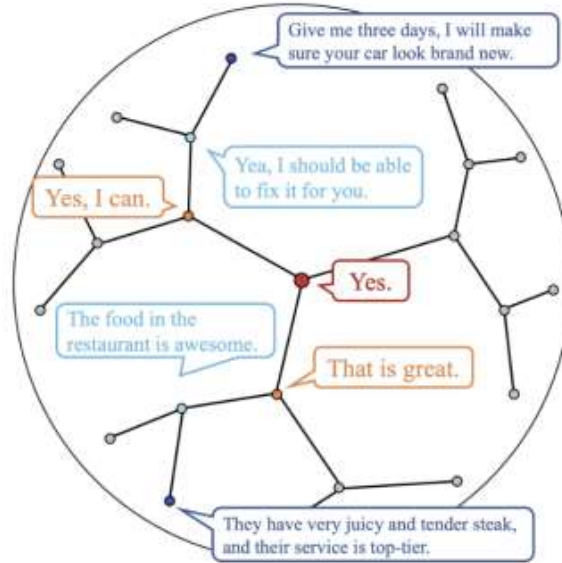 Give me three days, I will make
sure your car look brand new.
Yea, I should be able
to fix it for you.
Yes, I can.
Yes.
The food in the
restaurant is awesome.
That is great.
They have very juicy and tender steak,
and their service is top-tier.